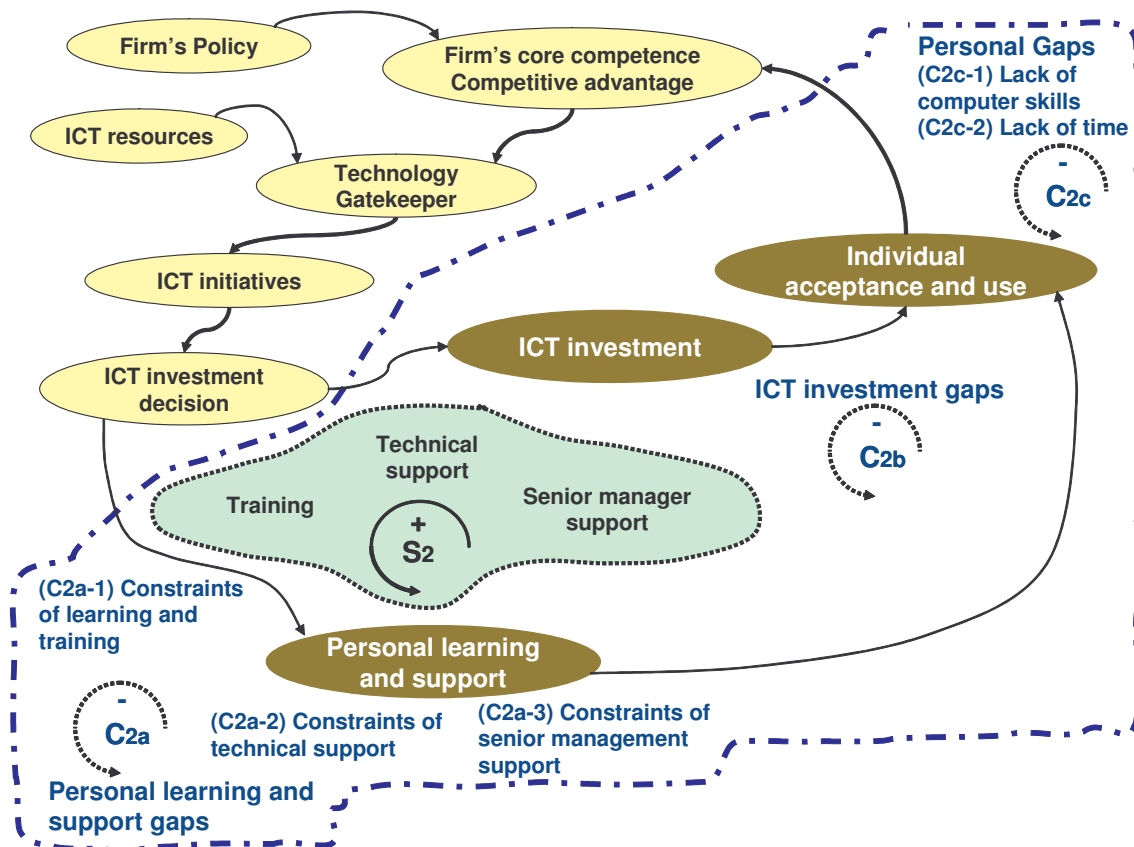 Firm's Policy
Firm's core competence
Competitive advantage
Personal Gaps
(C2c-1) Lack of
computer skills
(C2c-2) Lack of time
ICT resources
Technology
Gatekeeper
-
C2c
ICT initiatives
Individual
acceptance and use
ICT investment
ICT investment
decision
ICT investment gaps
-
C2b
Technical
support
Training
Senior manager
support
+
S2
(C2a-1) Constraints
of learning and
training
Personal learning
and support
-
C2a
(C2a-2) Constraints of
technical support
(C2a-3) Constraints of
senior management
support
Personal learning and
support gaps